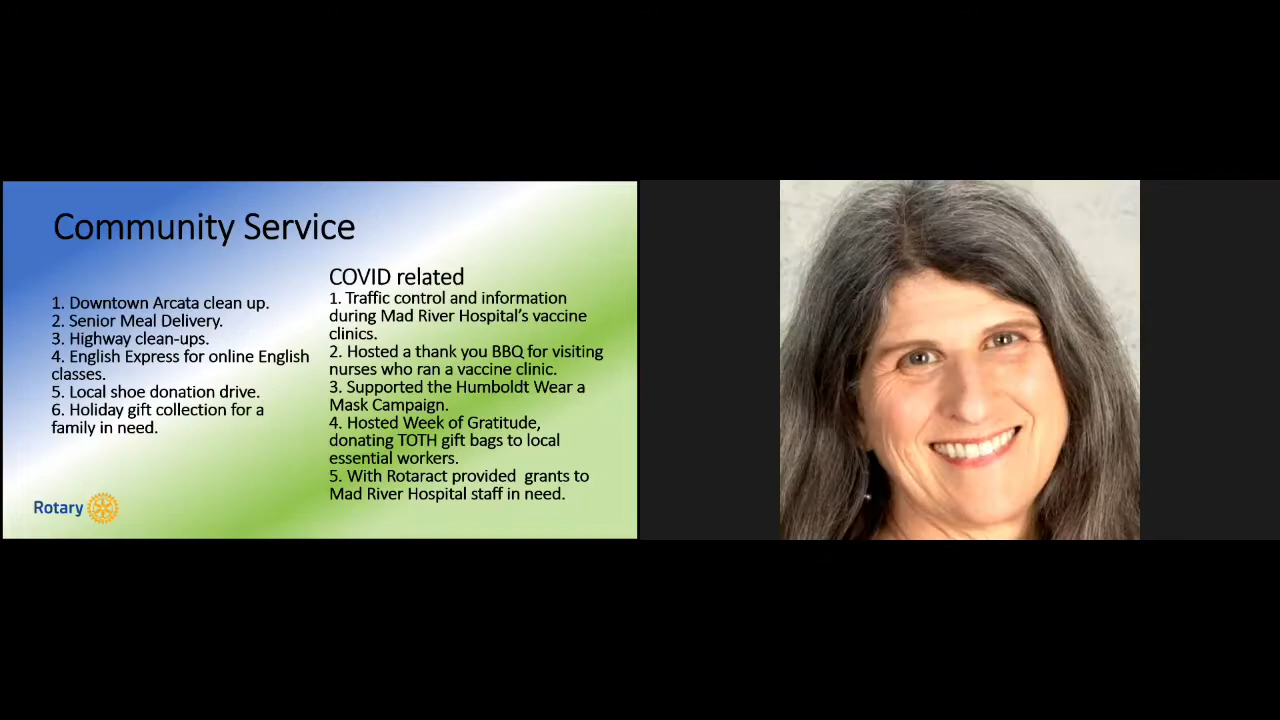 Community Service
1. Downtown Arcata clean up.
2. Senior Meal Delivery.
3. Highway clean-ups.
4. English Express for online English
classes.
5. Local shoe donation drive.
6. Holiday gift collection for a
family in need.
COVID related
1. Traffic control and information
during Mad River Hospital’s vaccine
clinics.
2. Hosted a thank you BBQ for visiting
nurses who ran a vaccine clinic.
3. Supported the Humboldt Wear a
Mask Campaign.
4. Hosted Week of Gratitude,
donating TOTH gift bags to local
essential workers.
5. With Rotaract provided  grants to
Mad River Hospital staff in need.
Rotary